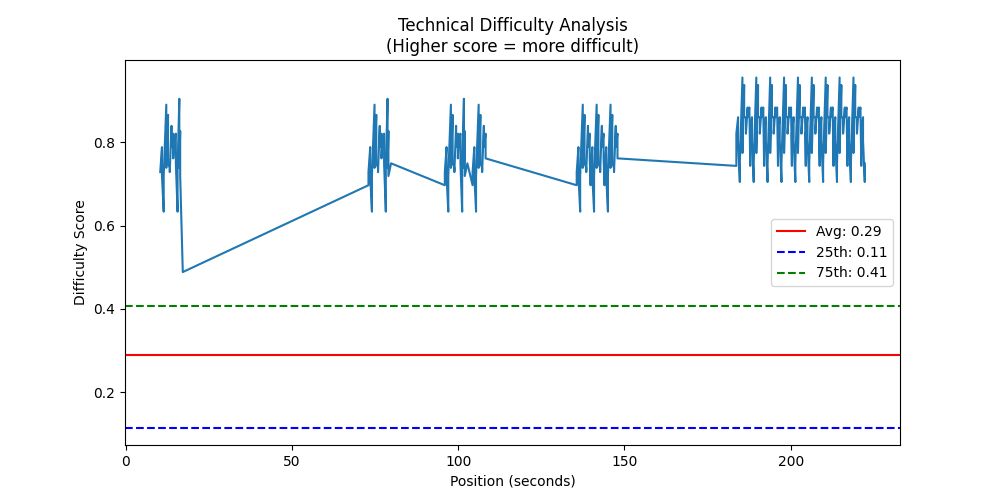 Technical Difficulty Analysis
(Higher score = more difficult)
Difficulty Score
0.8
0.6
0.4
0.2
Avg: 0.29
25th: 0.11
75th: 0.41
0
50
100
150
200
Position (seconds)